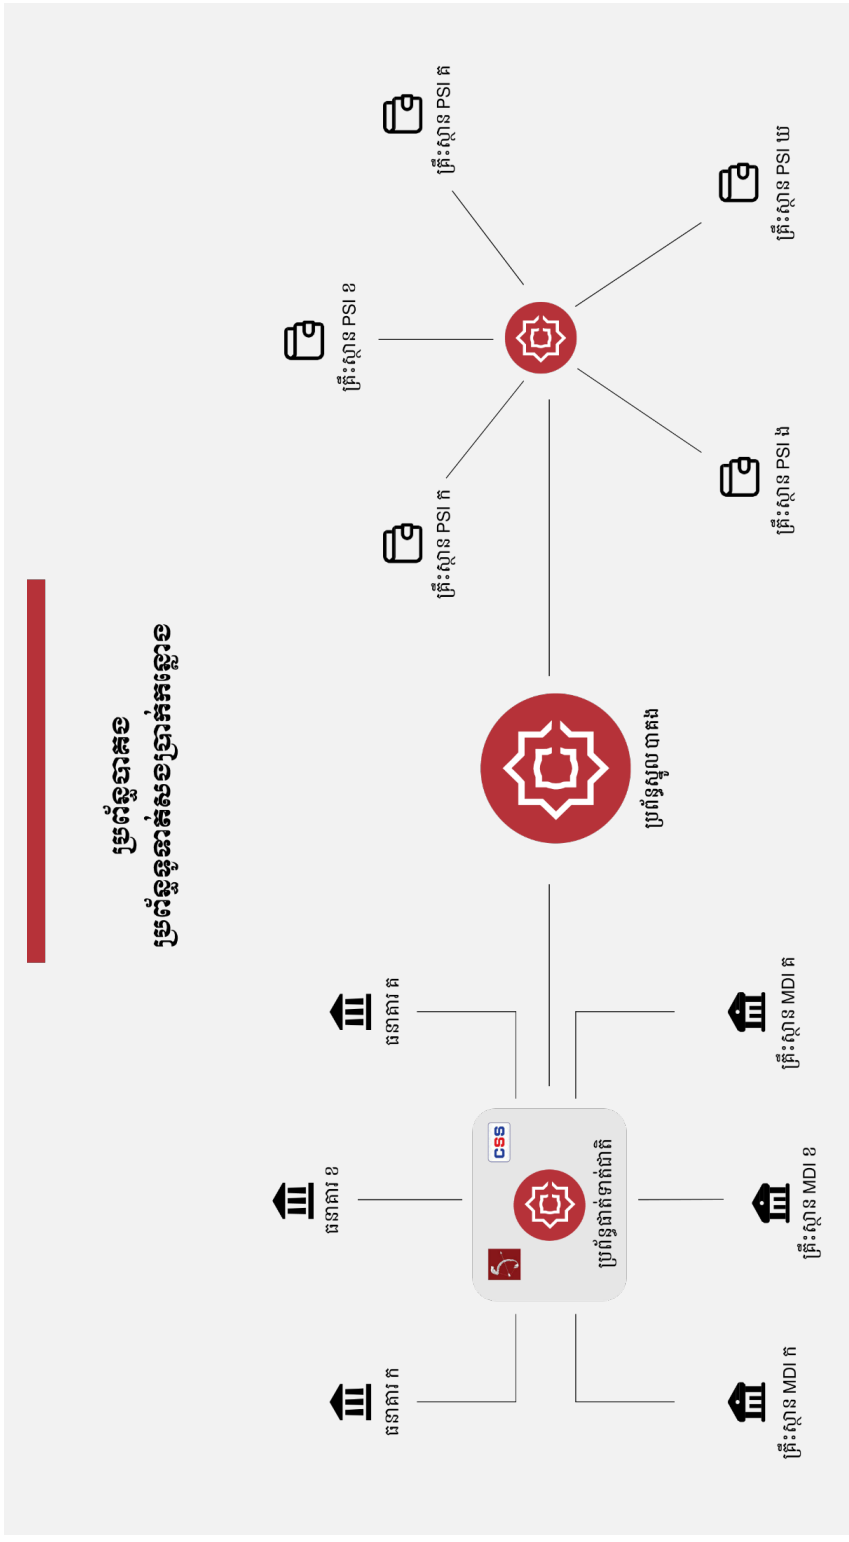 ប្រព័ន្ធបាគង
ប្រព័ន្ធទូទាត់សងប្រាក់
ធនាគារ ក
ធនាគារ ខ
ធនាគារ គ
គ្រឹះស្ថាន PSI ក
គ្រឹះស្ថាន PSI ខ
គ្រឹះស្ថាន PSI គ
CSS
ប្រព័ន្ធផាត់ទាត់ជាតិ
ប្រព័ន្ធស្នូល បាគង
គ្រឹះស្ថាន MDI ក
គ្រឹះស្ថាន MDI ខ
គ្រឹះស្ថាន MDI គ
គ្រឹះស្ថាន PSI ង
គ្រឹះស្ថាន PSI ឃ